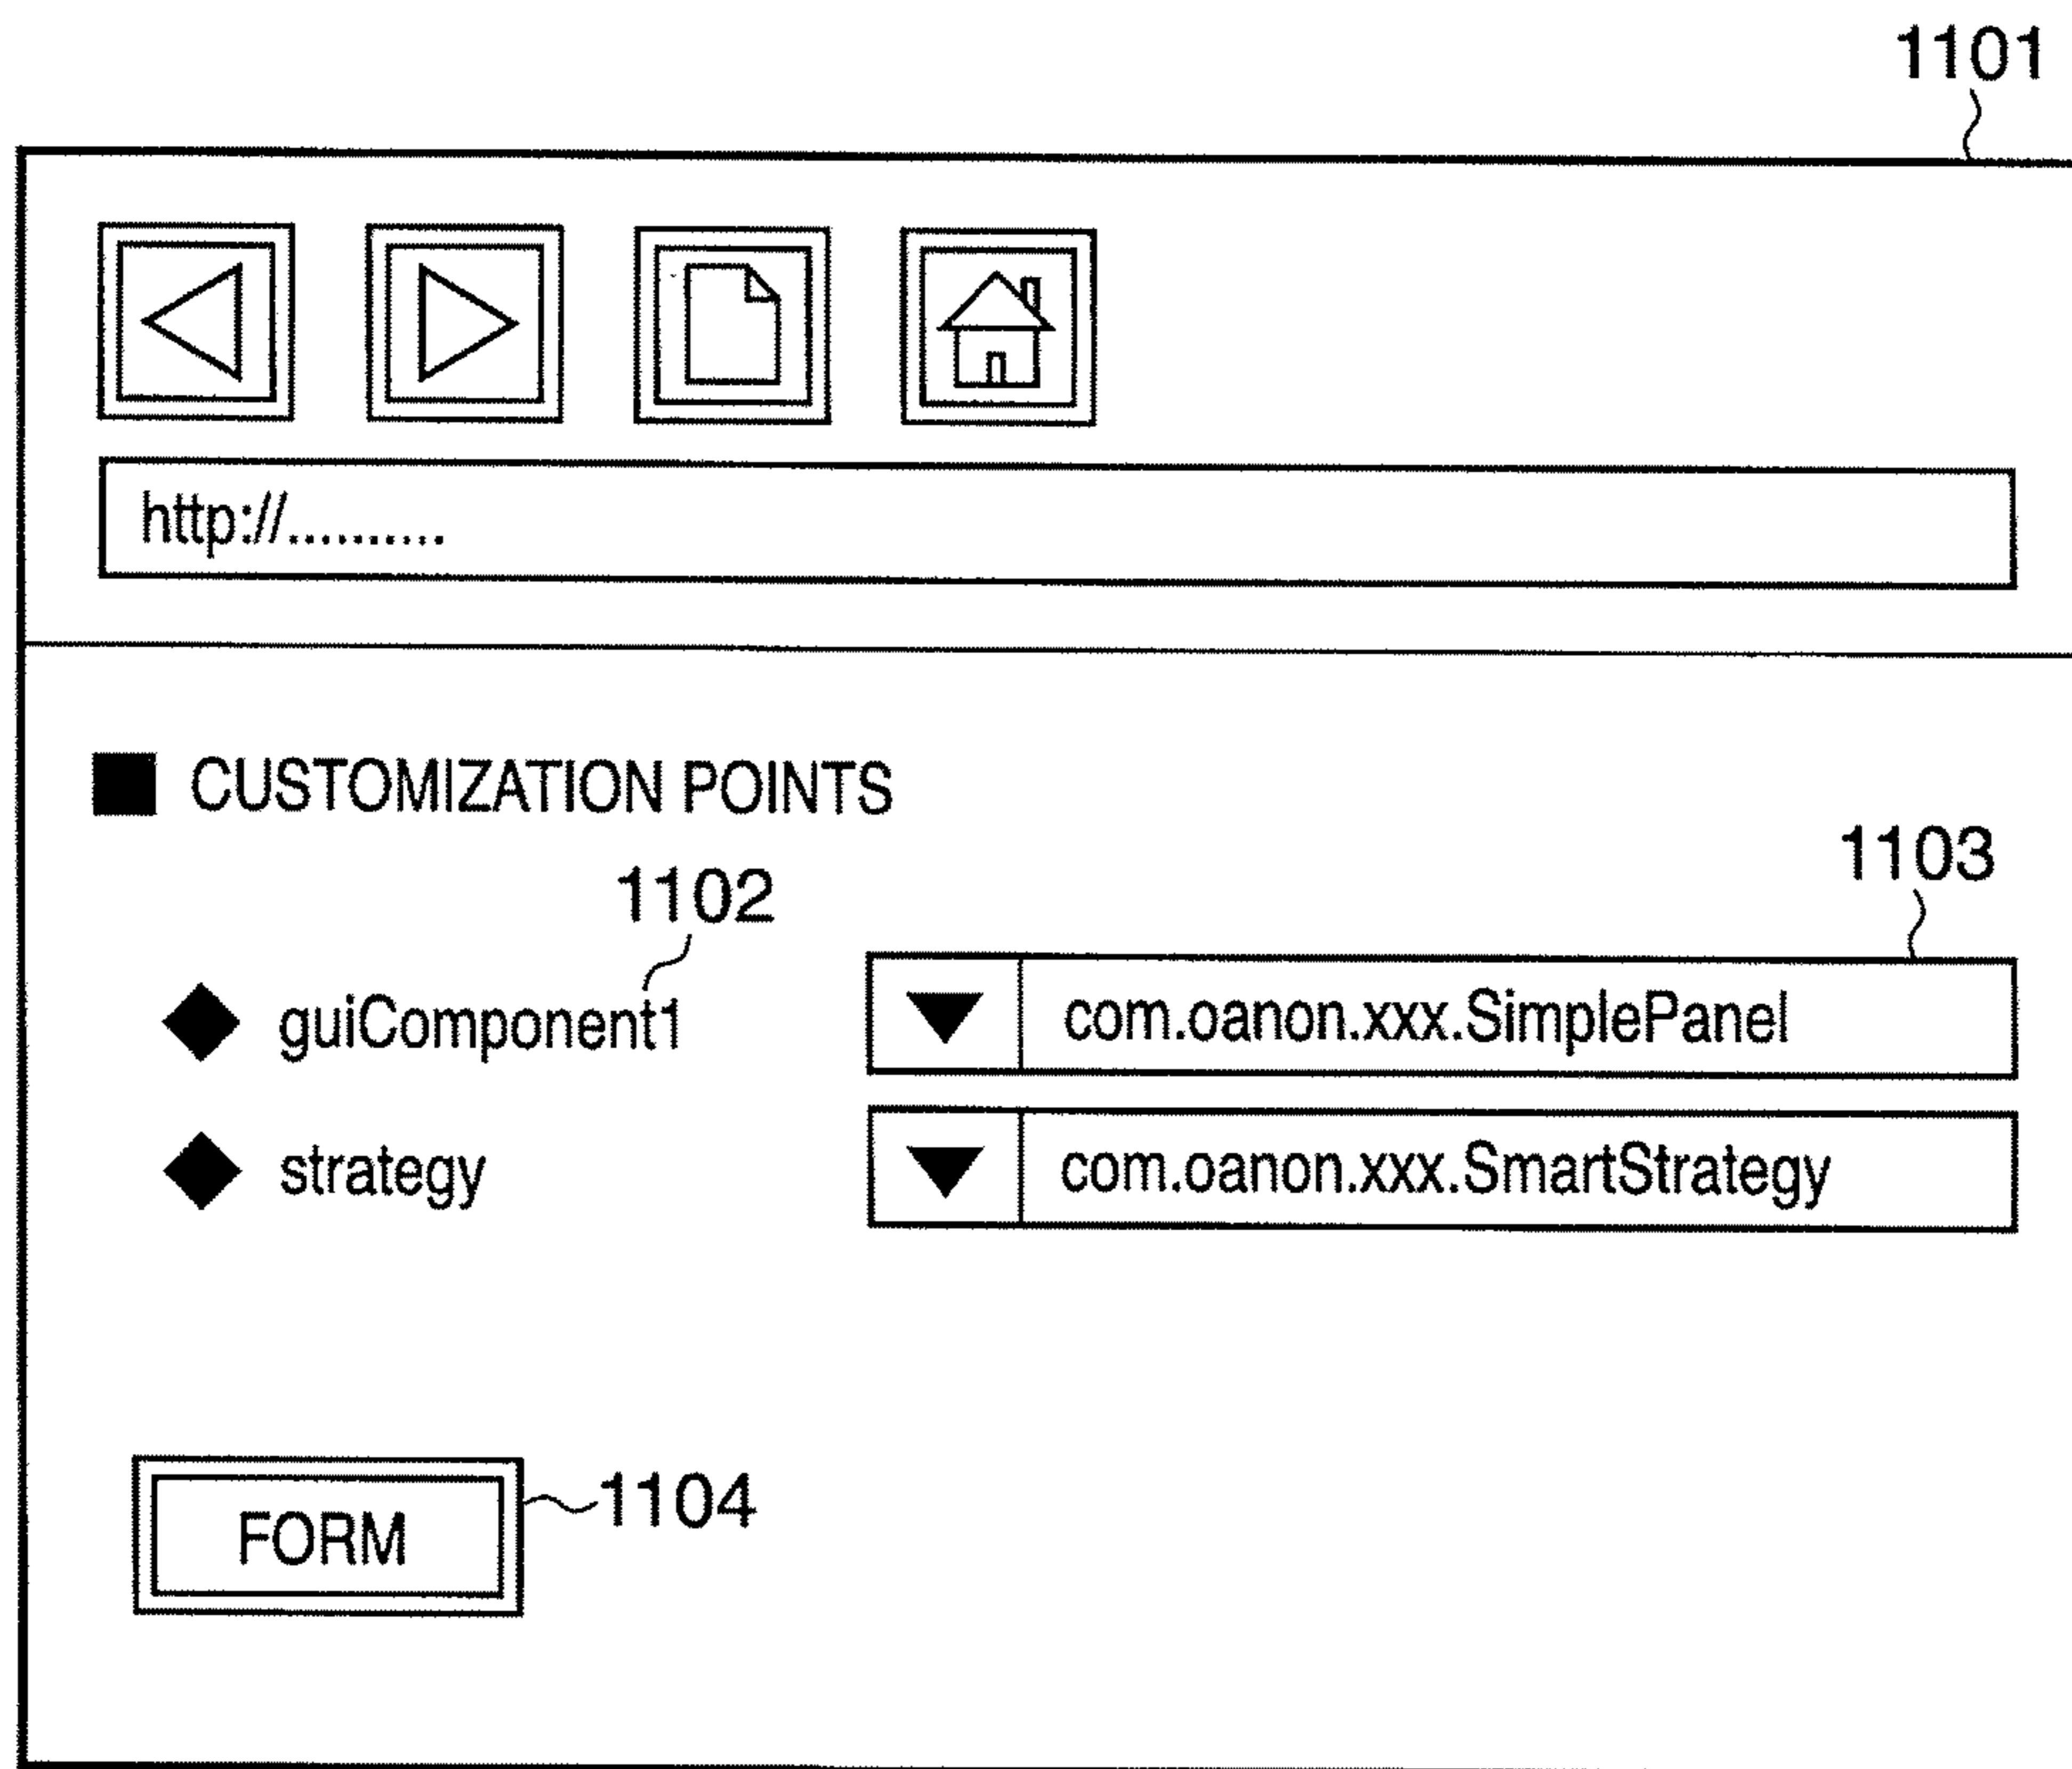 1101
http://..........
CUSTOMIZATION POINTS
1102
1103
guiComponent1
com.oanon.xxx.SimplePanel
strategy
com.oanon.xxx.SmartStrategy
FORM
1104